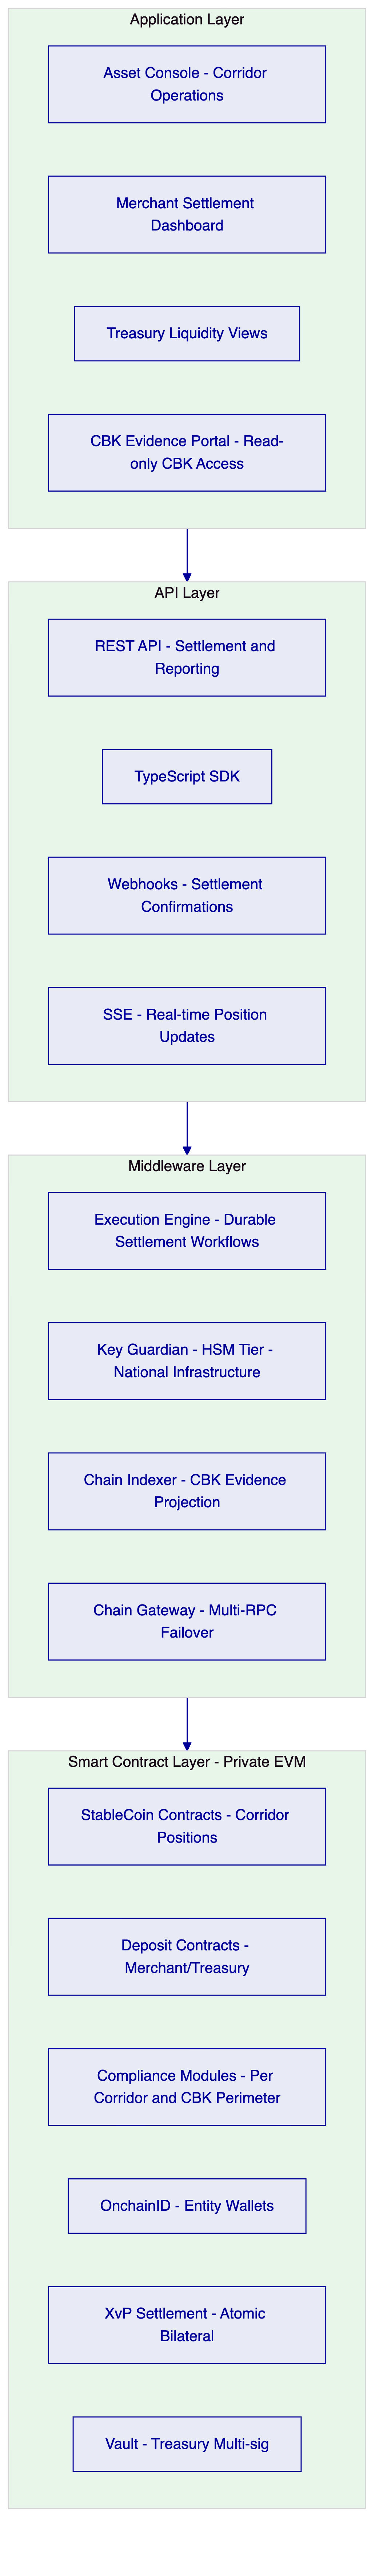 Application Layer
Asset Console - Corridor
Operations
Merchant Settlement
Dashboard
Treasury Liquidity Views
CBK Evidence Portal - Read-
only CBK Access
API Layer
REST API - Settlement and
Reporting
TypeScript SDK
Webhooks - Settlement
Confirmations
SSE - Real-time Position
Updates
Middleware Layer
Execution Engine - Durable
Settlement Workflows
Key Guardian - HSM Tier -
National Infrastructure
Chain Indexer - CBK Evidence
Projection
Chain Gateway - Multi-RPC
Failover
Smart Contract Layer - Private EVM
StableCoin Contracts - Corridor
Positions
Deposit Contracts -
Merchant/Treasury
Compliance Modules - Per
Corridor and CBK Perimeter
OnchainID - Entity Wallets
XvP Settlement - Atomic
Bilateral
Vault - Treasury Multi-sig